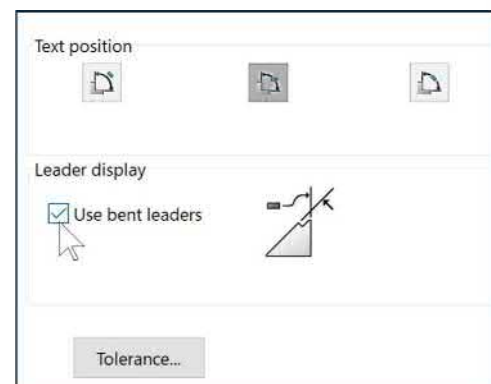 Text position
Leader display
Use bent leaders
Tolerance...